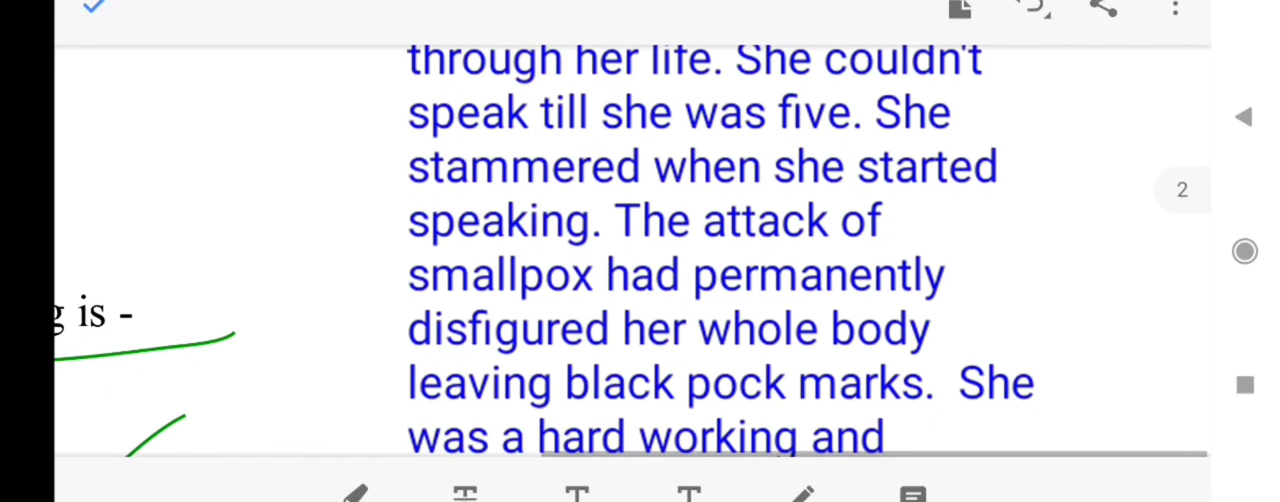 through her life. She couldn't
speak till she was five. She
stammered when she started
speaking. The attack of
smallpox had permanently
disfigured her whole body
leaving black pock marks.  She
was a hard working and
is -
2